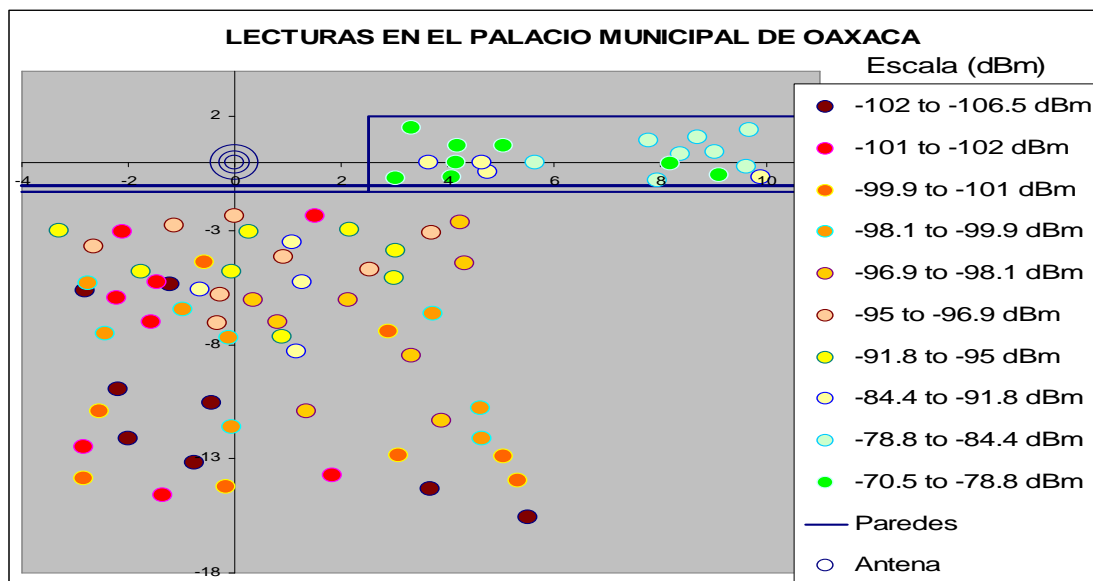 LECTURAS EN EL PALACIO MUNICIPAL DE OAXACA
Escala (dBm)
-102 to -106.5 dBm
-101 to -102 dBm
-99.9 to -101 dBm
-98.1 to -99.9 dBm
-96.9 to -98.1 dBm
-95 to -96.9 dBm
-91.8 to -95 dBm
-84.4 to -91.8 dBm
-78.8 to -84.4 dBm
-70.5 to -78.8 dBm
Paredes
Antena
2
-4 -2 0 2 4 6 8 10
-3
-8
-13
-18